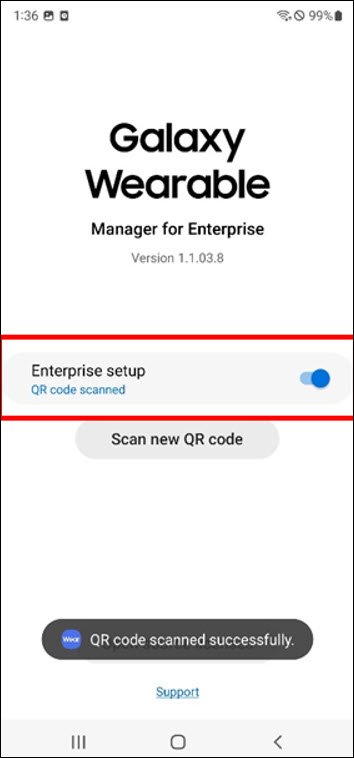 1:36 99%
Galaxy
Wearable
Manager for Enterprise
Version 1.1.03.8
Enterprise setup
QR code scanned
Scan new QR code
Wear QR code scanned successfully.
Support